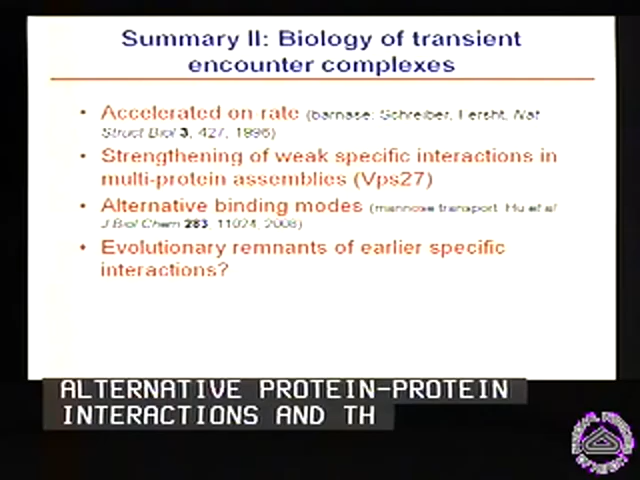 Summary II: Biology of transient
encounter complexes
• Accelerated on rate (barnase: Schreiber, Fersht, Nat
Struct Biol 3, 427, 1996)
• Strengthening of weak specific interactions in
multi-protein assemblies (Vps27)
• Alternative binding modes (mannose transport: Hu et al
J Biol Chem 283, 11024, 2008)
• Evolutionary remnants of earlier specific
interactions?
ALTERNATIVE PROTEIN-PROTEIN
INTERACTIONS AND TH